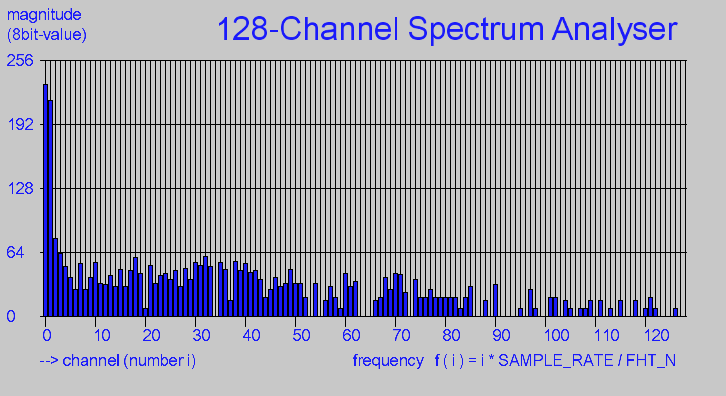 magnitude
(8bit-value)
128-Channel Spectrum Analyser
256
192
128
64
0
0 10 20 30 40 50 60 70 80 90 100 110 120
--> channel (number i)
frequency f ( i ) = i * SAMPLE_RATE / FHT_N